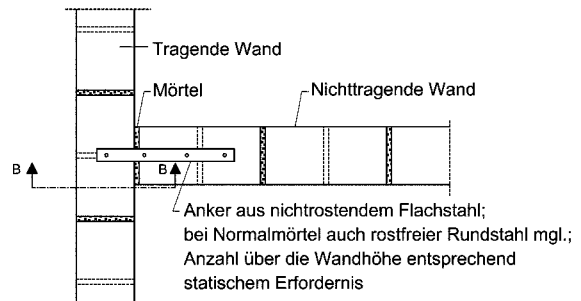 Tragende Wand
Mörtel
Nichttragende Wand
B
B
Anker aus nichtrostendem Flachstahl;
bei Normalmörtel auch rostfreier Rundstahl mgl.;
Anzahl über die Wandhöhe entsprechend
statischem Erfordernis